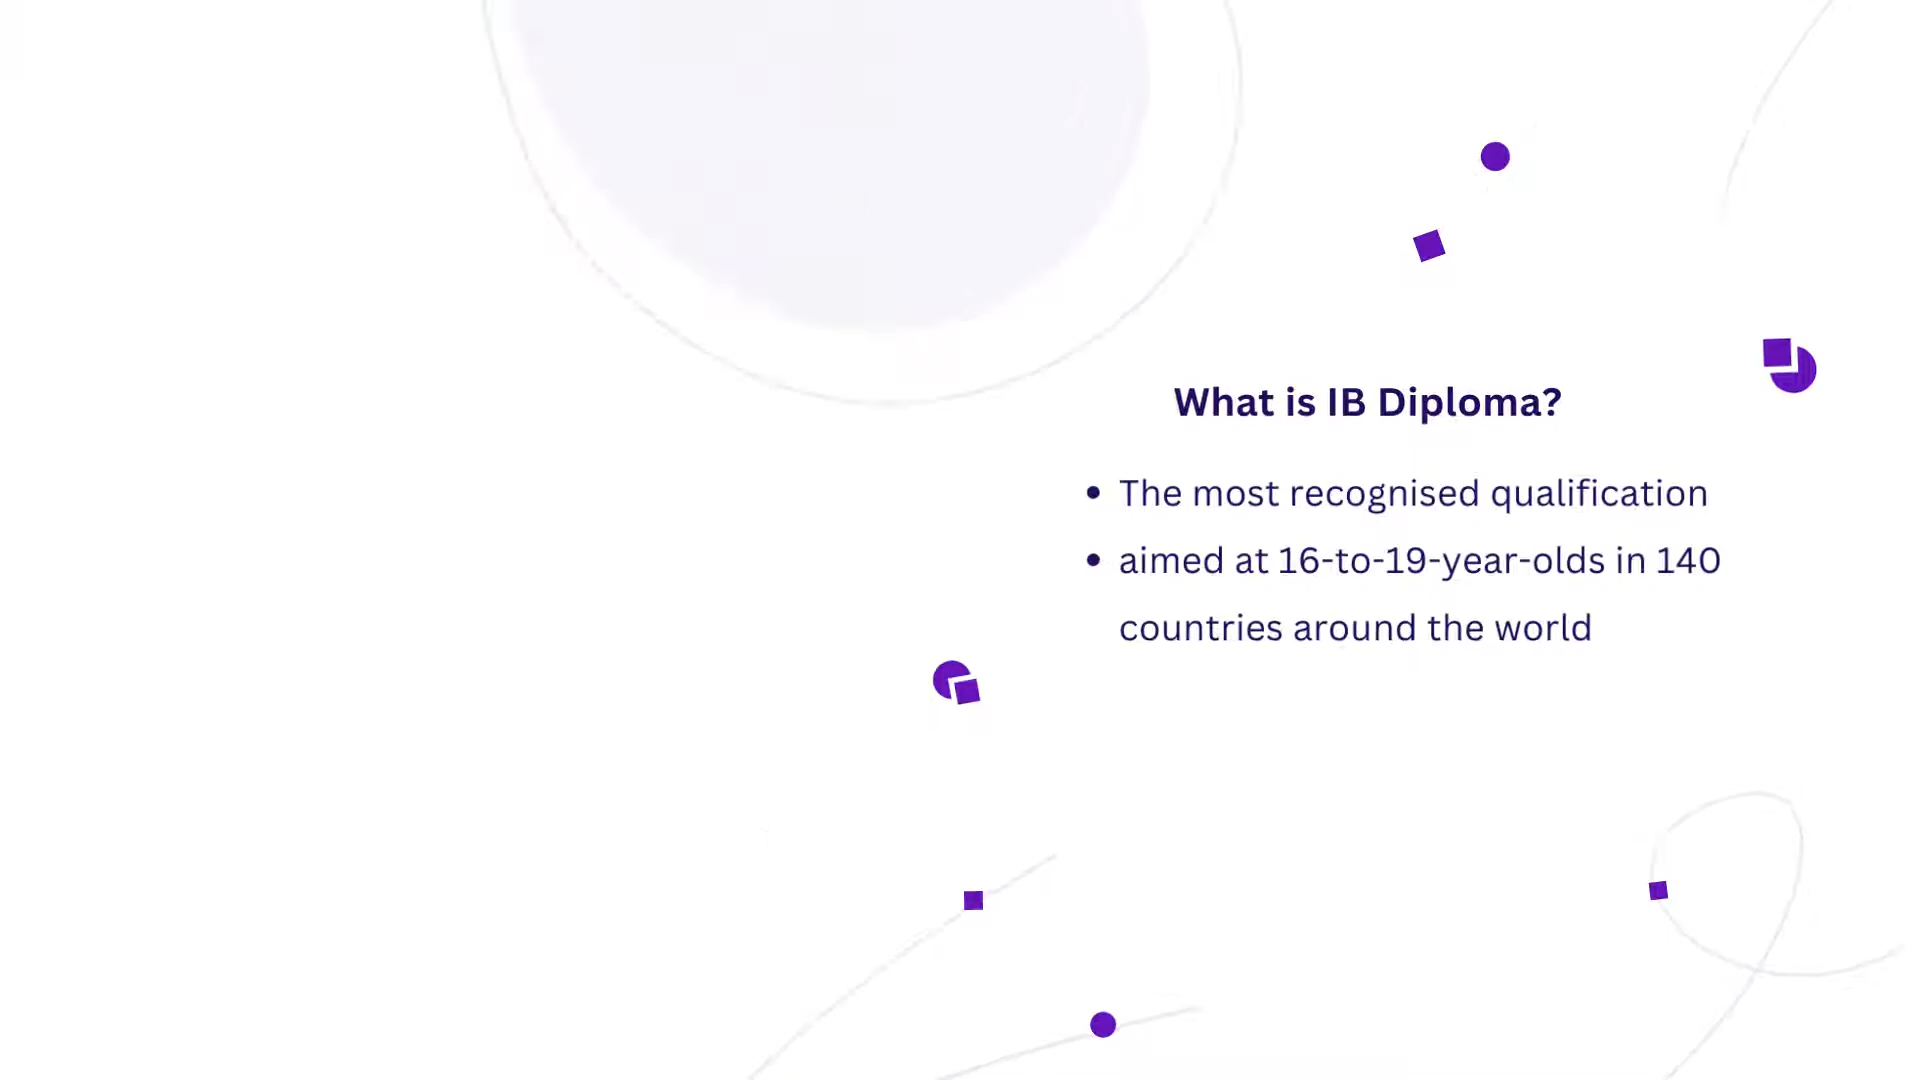 What is IB Diploma?
• The most recognised qualification
• aimed at 16-to-19-year-olds in 140
countries around the world